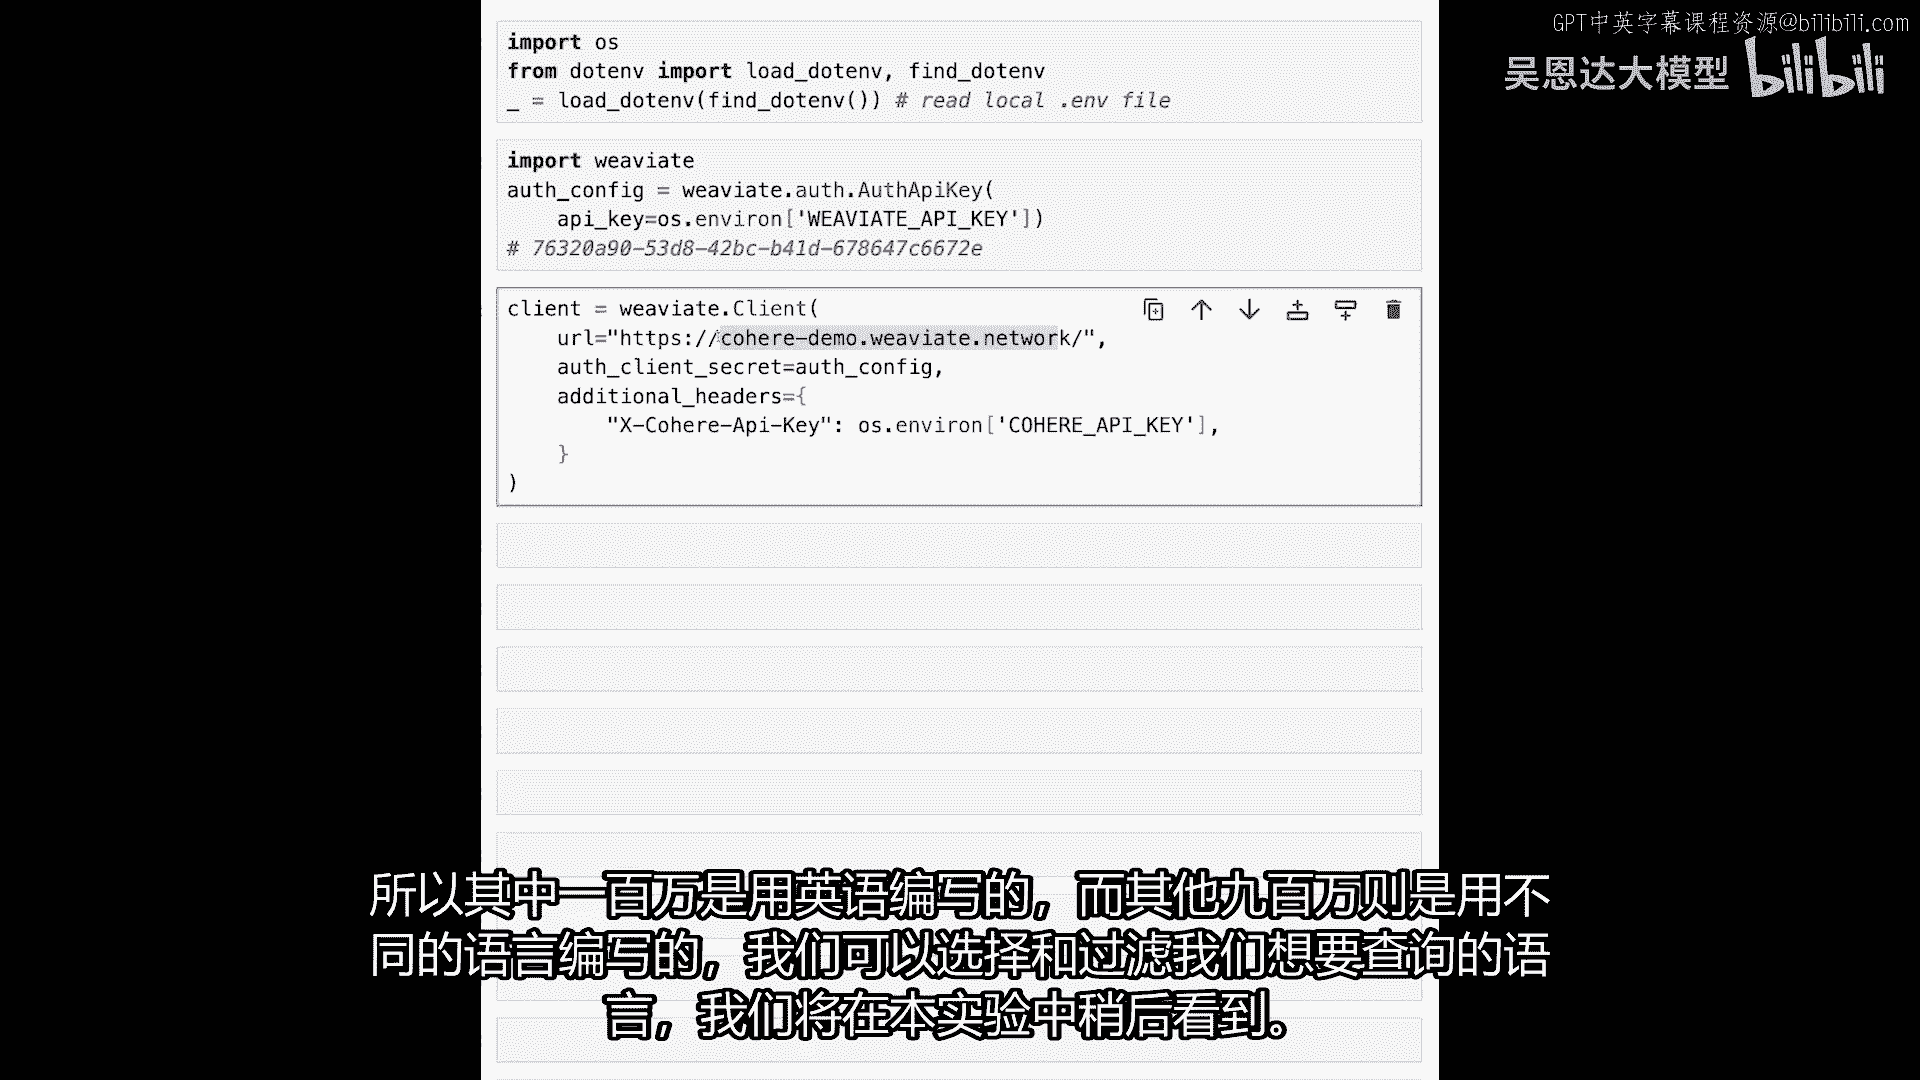 GPT中英字幕课程资源@bilibili.com
吴恩达大模型 bilibili
import os
from dotenv import load_dotenv, find_dotenv
_ = load_dotenv(find_dotenv()) # read local .env file
import weaviate
auth_config = weaviate.auth.AuthApiKey(
    api_key=os.environ['WEAVIATE_API_KEY'])
# 76320a90-53d8-42bc-b41d-678647c6672e
client = weaviate.Client(
    url="https://cohere-demo.weaviate.network/",
    auth_client_secret=auth_config,
    additional_headers={
        "X-Cohere-Api-Key": os.environ['COHERE_API_KEY'],
    }
)
所以其中一百万是用英语编写的，而其他九百万则是用不
同的语言编写的，我们可以选择和过滤我们想要查询的语
言，我们将在本实验中稍后看到。